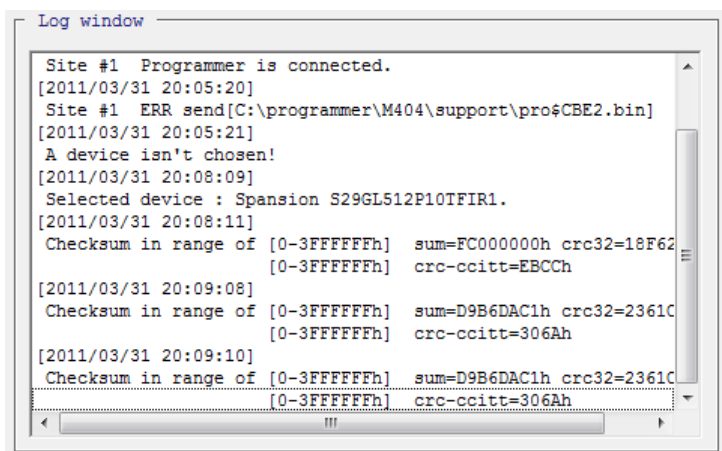 Log window
Site #1  Programmer is connected.
[2011/03/31 20:05:20]
Site #1  ERR send[C:\programmer\M404\support\pro$CBE2.bin]
[2011/03/31 20:05:21]
A device isn't chosen!
[2011/03/31 20:08:09]
Selected device : Spansion S29GL512P10TFIR1.
[2011/03/31 20:08:11]
Checksum in range of [0-3FFFFFFh]  sum=FC000000h crc32=18F62
[0-3FFFFFFh]  crc-ccitt=EBCCh
[2011/03/31 20:09:08]
Checksum in range of [0-3FFFFFFh]  sum=D9B6DAC1h crc32=2361C
[0-3FFFFFFh]  crc-ccitt=306Ah
[2011/03/31 20:09:10]
Checksum in range of [0-3FFFFFFh]  sum=D9B6DAC1h crc32=2361C
[0-3FFFFFFh]  crc-ccitt=306Ah